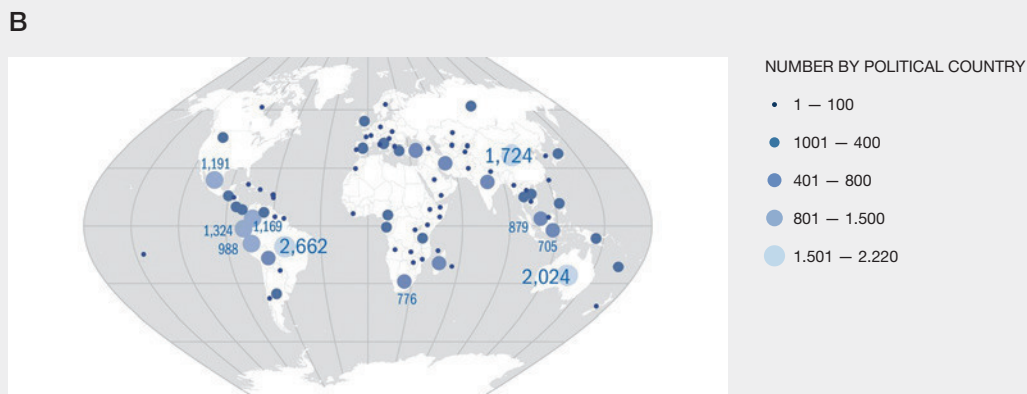 B
NUMBER BY POLITICAL COUNTRY
1 — 100
1001 — 400
401 — 800
801 — 1.500
1.501 — 2.220
1,724
1,191
1,324
1,169
879
988
2,662
705
2,024
776